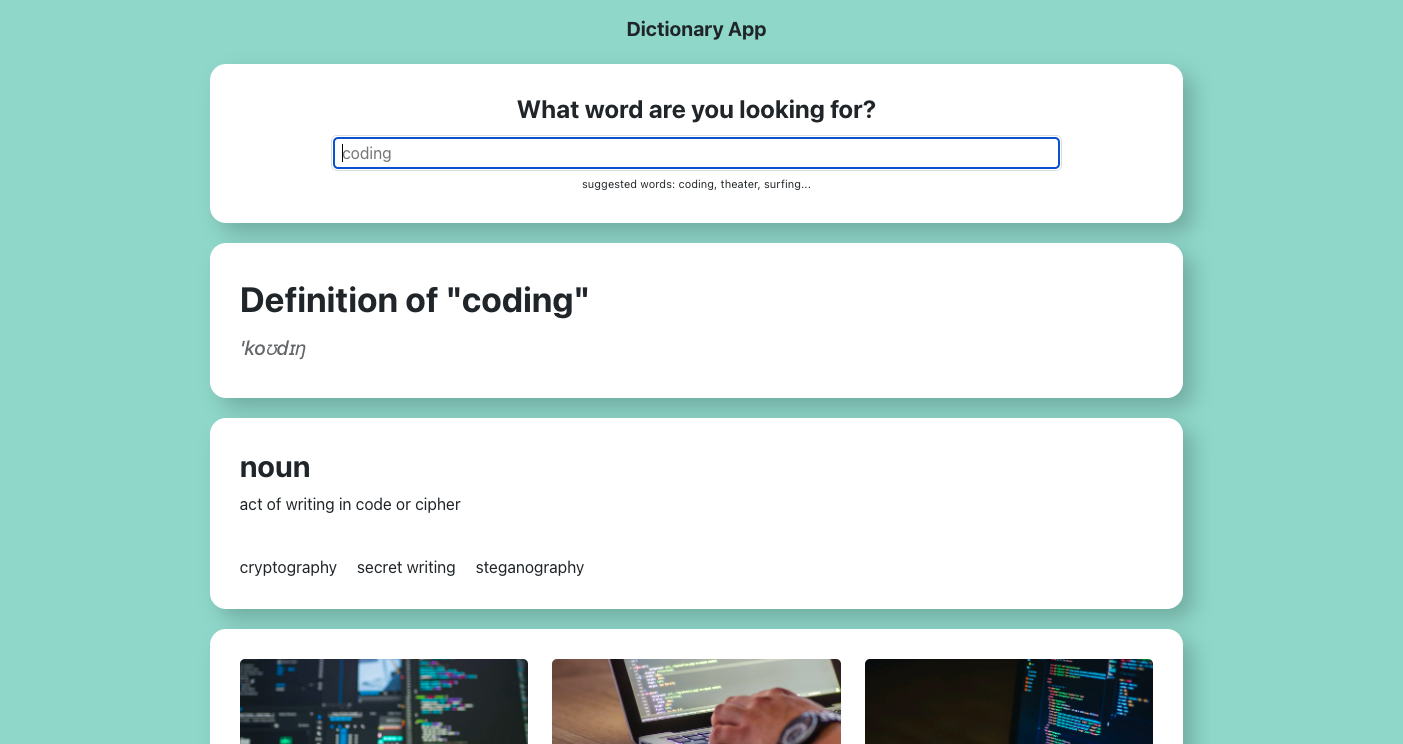 Dictionary App
What word are you looking for?
coding
suggested words: coding, theater, surfing...
Definition of "coding"
'koʊdɪŋ
noun
act of writing in code or cipher
cryptography secret writing steganography